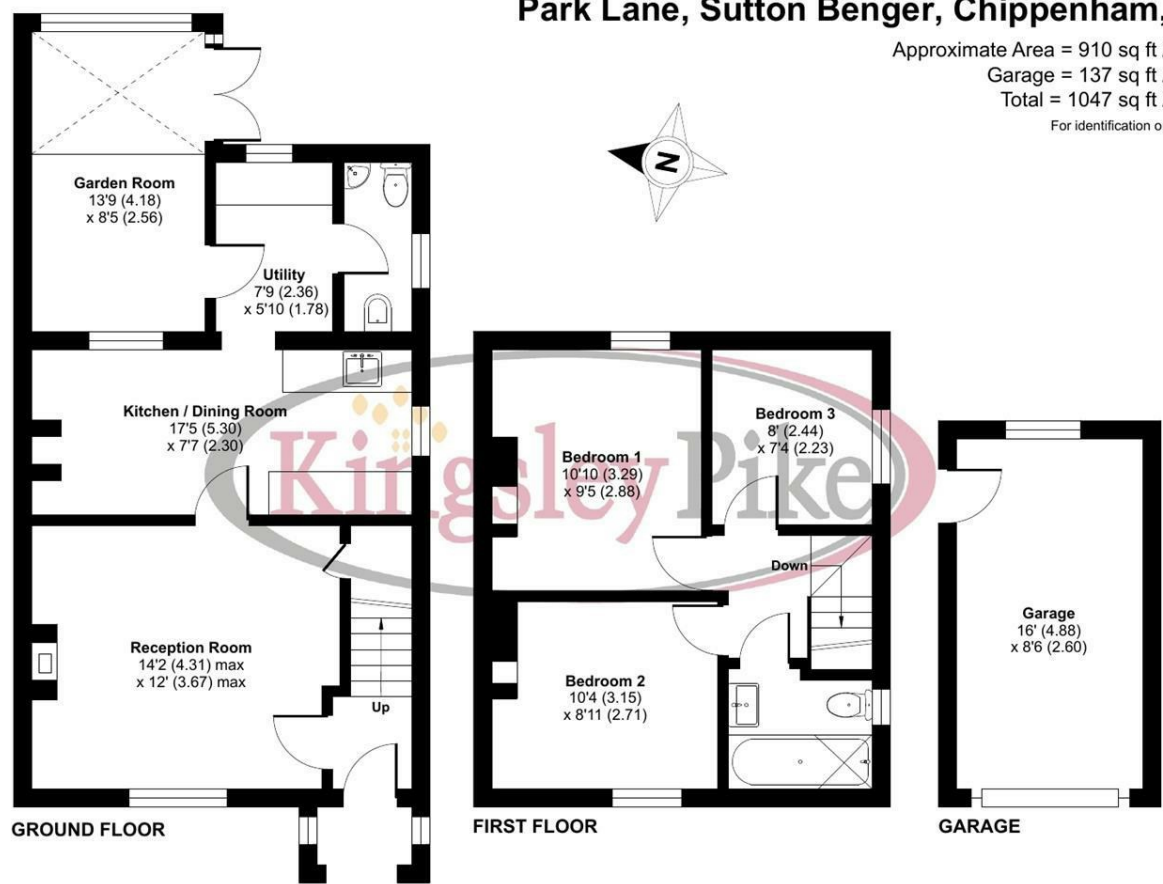 Park Lane, Sutton Benger, Chippenham,
Approximate Area = 910 sq ft
Garage = 137 sq ft
Total = 1047 sq ft
For identification o
N
Garden Room
13'9 (4.18)
x 8'5 (2.56)
Utility
7'9 (2.36)
x 5'10 (1.78)
Kitchen / Dining Room
17'5 (5.30)
x 7'7 (2.30)
Reception Room
14'2 (4.31) max
x 12' (3.67) max
Up
GROUND FLOOR
Kingsley Pike
Bedroom 1
10'10 (3.29)
x 9'5 (2.88)
Bedroom 3
8' (2.44)
x 7'4 (2.23)
Down
Bedroom 2
10'4 (3.15)
x 8'11 (2.71)
FIRST FLOOR
Garage
16' (4.88)
x 8'6 (2.60)
GARAGE